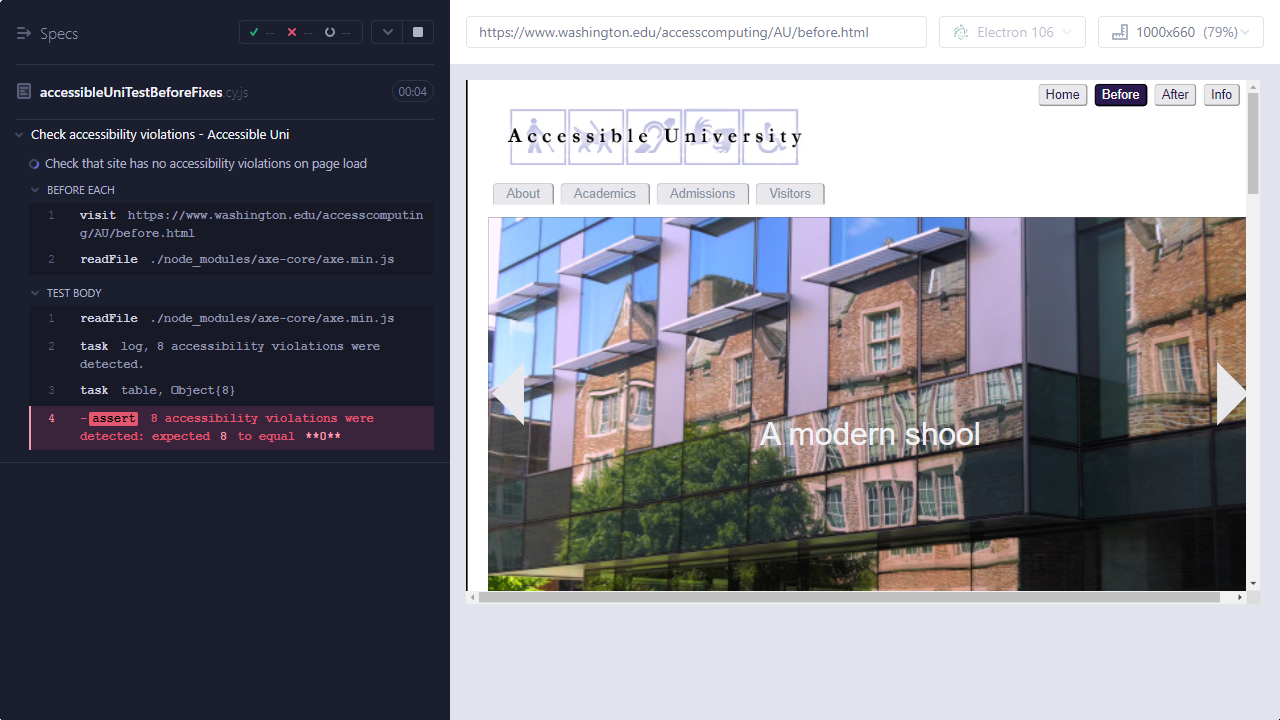 Specs
-- -- --
accessibleUniTestBeforeFixes.cy.js 00:04
Check accessibility violations - Accessible Uni
Check that site has no accessibility violations on page load
BEFORE EACH
1 visit https://www.washington.edu/accesscomputin
g/AU/before.html
2 readFile ./node_modules/axe-core/axe.min.js
TEST BODY
1 readFile ./node_modules/axe-core/axe.min.js
2 task log, 8 accessibility violations were
detected.
3 task table, Object{8}
4 -assert 8 accessibility violations were
detected: expected 8 to equal **0**
https://www.washington.edu/accesscomputing/AU/before.html
Electron 106
1000x660 (79%)
Home Before After Info
Accessible University
About Academics Admissions Visitors
A modern shool